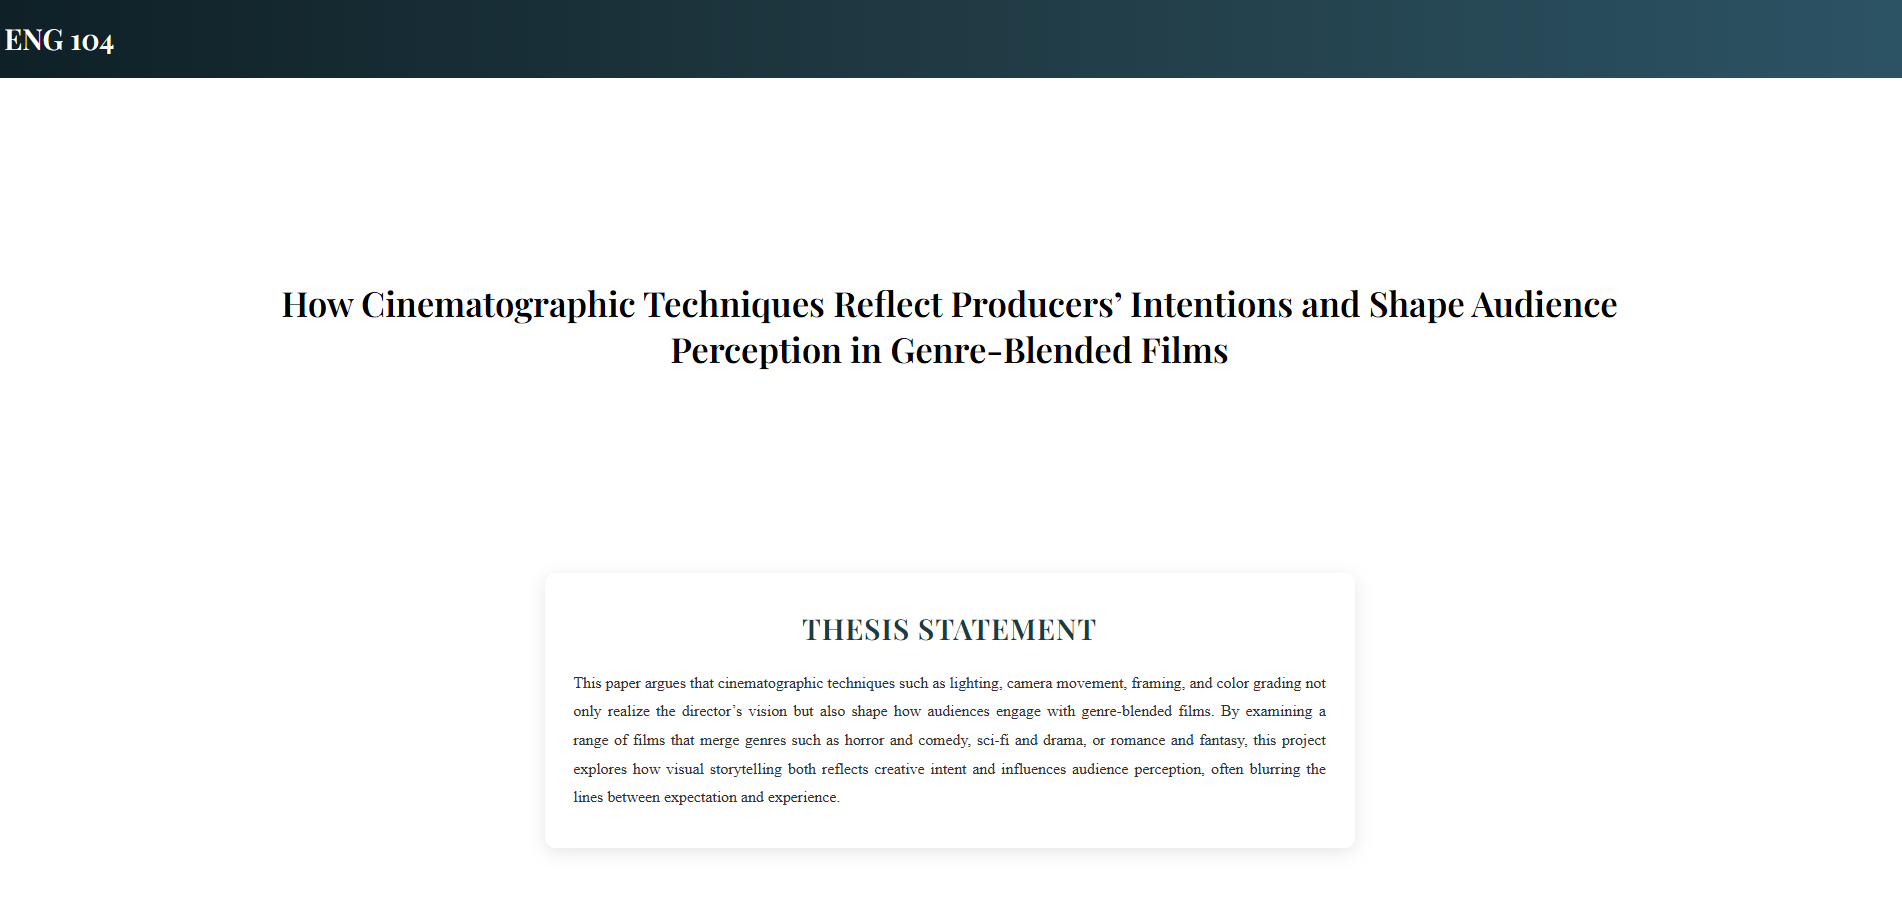 ENG 104
How Cinematographic Techniques Reflect Producers’ Intentions and Shape Audience
Perception in Genre-Blended Films
THESIS STATEMENT
This paper argues that cinematographic techniques such as lighting, camera movement, framing, and color grading not
only realize the director’s vision but also shape how audiences engage with genre-blended films. By examining a
range of films that merge genres such as horror and comedy, sci-fi and drama, or romance and fantasy, this project
explores how visual storytelling both reflects creative intent and influences audience perception, often blurring the
lines between expectation and experience.